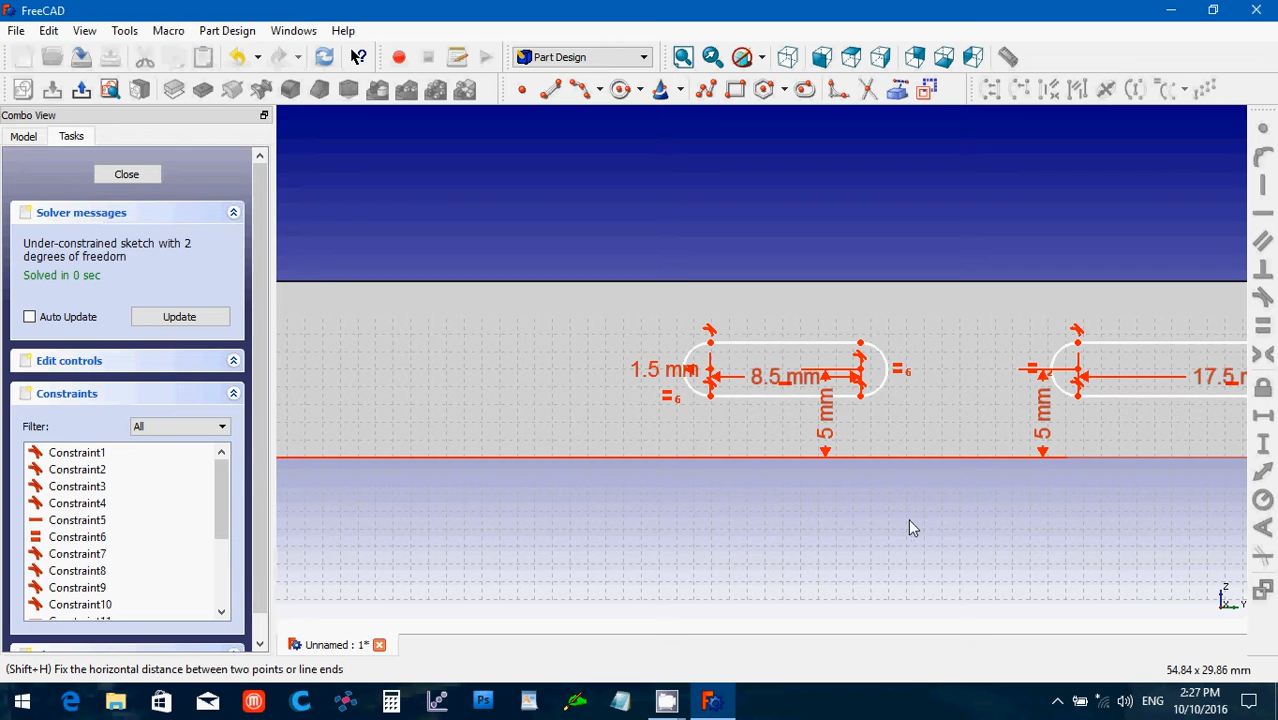 FreeCAD
File Edit View Tools Macro Part Design Windows Help
Part Design
Combo View
Model Tasks
Close
Solver messages
Under-constrained sketch with 2
degrees of freedom
Solved in 0 sec
Auto Update Update
Edit controls
Constraints
Filter: All
Constraint1
Constraint2
Constraint3
Constraint4
Constraint5
Constraint6
Constraint7
Constraint8
Constraint9
Constraint10
1.5 mm
8.5 mm
5 mm
6
6
5 mm
2
Z
Y
X
Unnamed : 1*
(Shift+H) Fix the horizontal distance between two points or line ends
54.84 x 29.86 mm
ENG
2:27 PM
10/10/2016